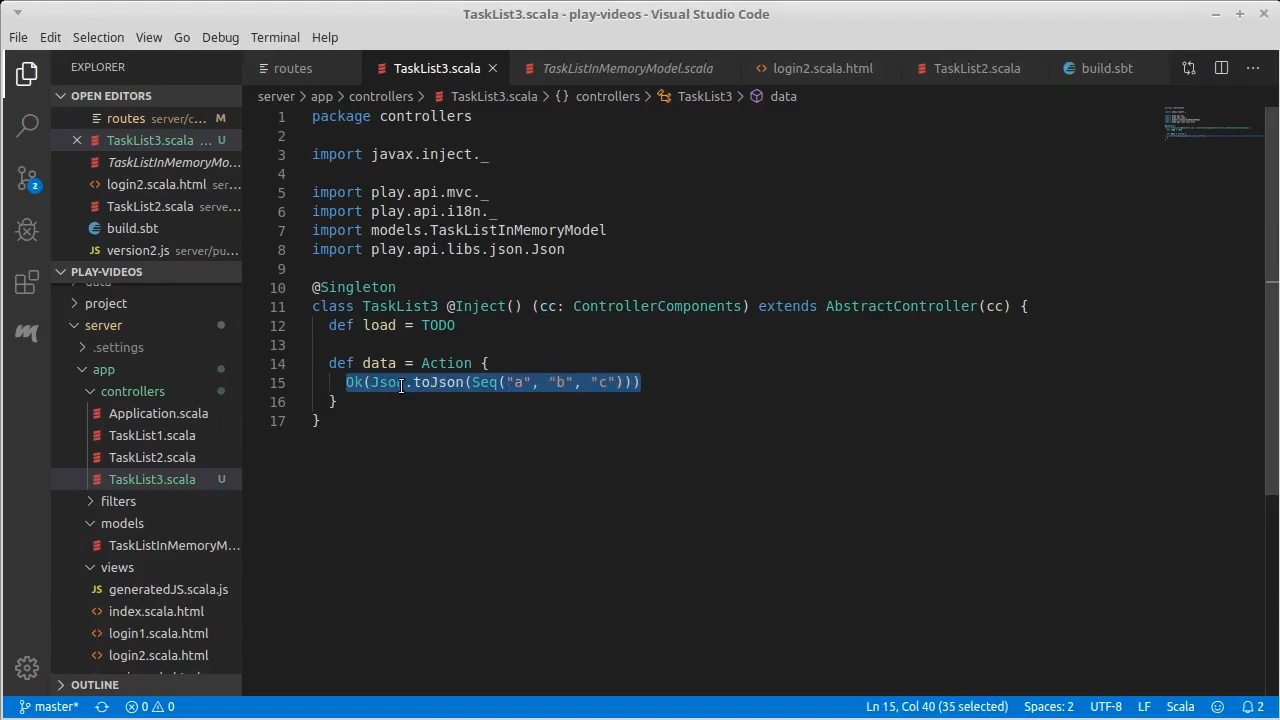 TaskList3.scala - play-videos - Visual Studio Code
File Edit Selection View Go Debug Terminal Help
EXPLORER
routes
TaskList3.scala
TaskListInMemoryModel.scala
login2.scala.html
TaskList2.scala
build.sbt
OPEN EDITORS
routes server/c...
TaskList3.scala ... U
TaskListInMemoryMo...
login2.scala.html ser...
TaskList2.scala serve...
build.sbt
JS version2.js server/pu...
PLAY-VIDEOS
project
server
.settings
app
controllers
Application.scala
TaskList1.scala
TaskList2.scala
TaskList3.scala U
filters
models
TaskListInMemoryM...
views
JS generatedJS.scala.js
index.scala.html
login1.scala.html
login2.scala.html
OUTLINE
2
server > app > controllers > TaskList3.scala > {} controllers > TaskList3 > data
1 package controllers
2
3 import javax.inject._
4
5 import play.api.mvc._
6 import play.api.i18n._
7 import models.TaskListInMemoryModel
8 import play.api.libs.json.Json
9
10 @Singleton
11 class TaskList3 @Inject() (cc: ControllerComponents) extends AbstractController(cc) {
12 def load = TODO
13
14 def data = Action {
15 Ok(Json.toJson(Seq("a", "b", "c")))
16 }
17 }
master* 0 0 Ln 15, Col 40 (35 selected) Spaces: 2 UTF-8 LF Scala 2